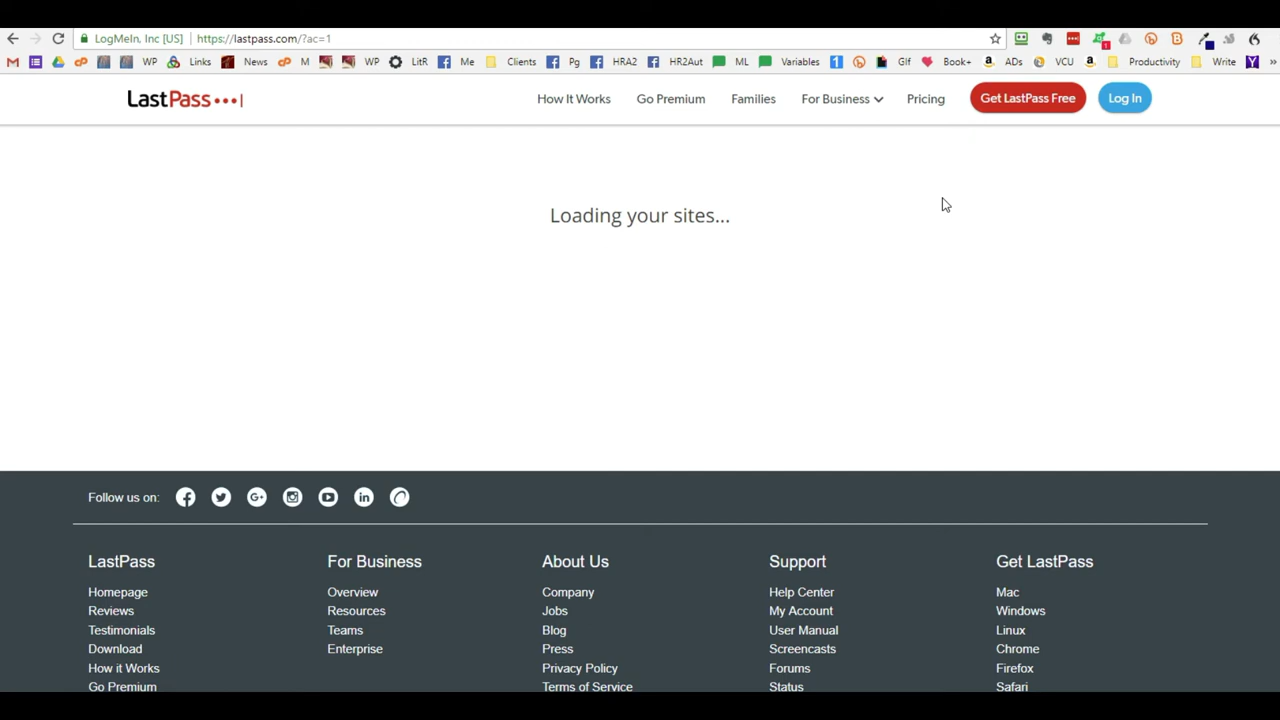 LogMeIn, Inc [US] https://lastpass.com/?ac=1
WP Links News M WP LitR Me Clients Pg HRA2 HR2Aut ML Variables 1 Gif Book+ ADs VCU Productivity Write »
LastPass •••|
How It Works Go Premium Families For Business Pricing Get LastPass Free Log In
Loading your sites...
Follow us on:
LastPass For Business About Us Support Get LastPass
Homepage Overview Company Help Center Mac
Reviews Resources Jobs My Account Windows
Testimonials Teams Blog User Manual Linux
Download Enterprise Press Screencasts Chrome
How it Works Privacy Policy Forums Firefox
Go Premium Terms of Service Status Safari